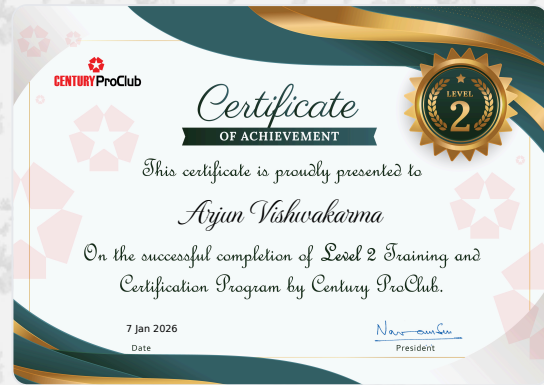 CENTURY ProClub
LEVEL
2
Certificate
OF ACHIEVEMENT
This certificate is proudly presented to
Arjun Vishwakarma
On the successful completion of Level 2 Training and
Certification Program by Century ProClub.
7 Jan 2026
Date
President